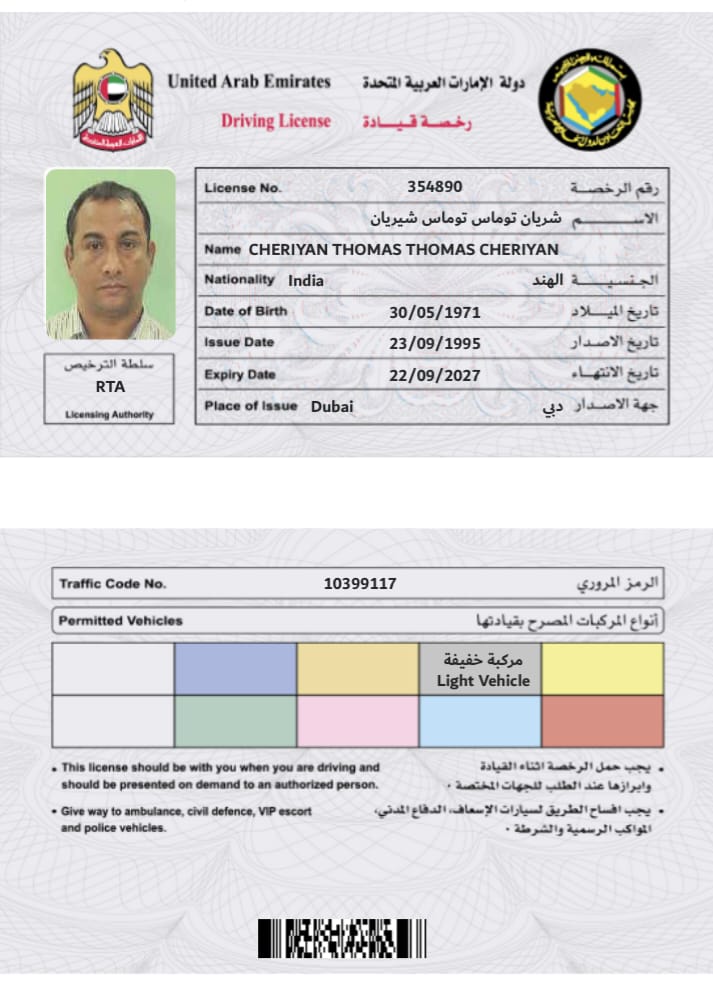 United Arab Emirates دولة الإمارات العربية المتحدة
Driving License رخصة قيادة
License No. 354890 رقم الرخصة
الاسم شريان توماس توماس شيريان
Name CHERIYAN THOMAS THOMAS CHERIYAN
Nationality India الجنسية الهند
Date of Birth 30/05/1971 تاريخ الميلاد
Issue Date 23/09/1995 تاريخ الاصدار
Expiry Date 22/09/2027 تاريخ الانتهاء
Place of Issue Dubai جهة الاصدار دبي
سلطة الترخيص
RTA
Licensing Authority
Traffic Code No. 10399117 الرمز المروري
Permitted Vehicles أنواع المركبات المصرح بقيادتها
مركبة خفيفة
Light Vehicle
• This license should be with you when you are driving and
should be presented on demand to an authorized person.
• Give way to ambulance, civil defence, VIP escort
and police vehicles.
• يجب حمل الرخصة اثناء القيادة
وابرازها عند الطلب للجهات المختصة .
• يجب افساح الطريق لسيارات الإسعاف، الدفاع المدني،
المواكب الرسمية والشرطة .